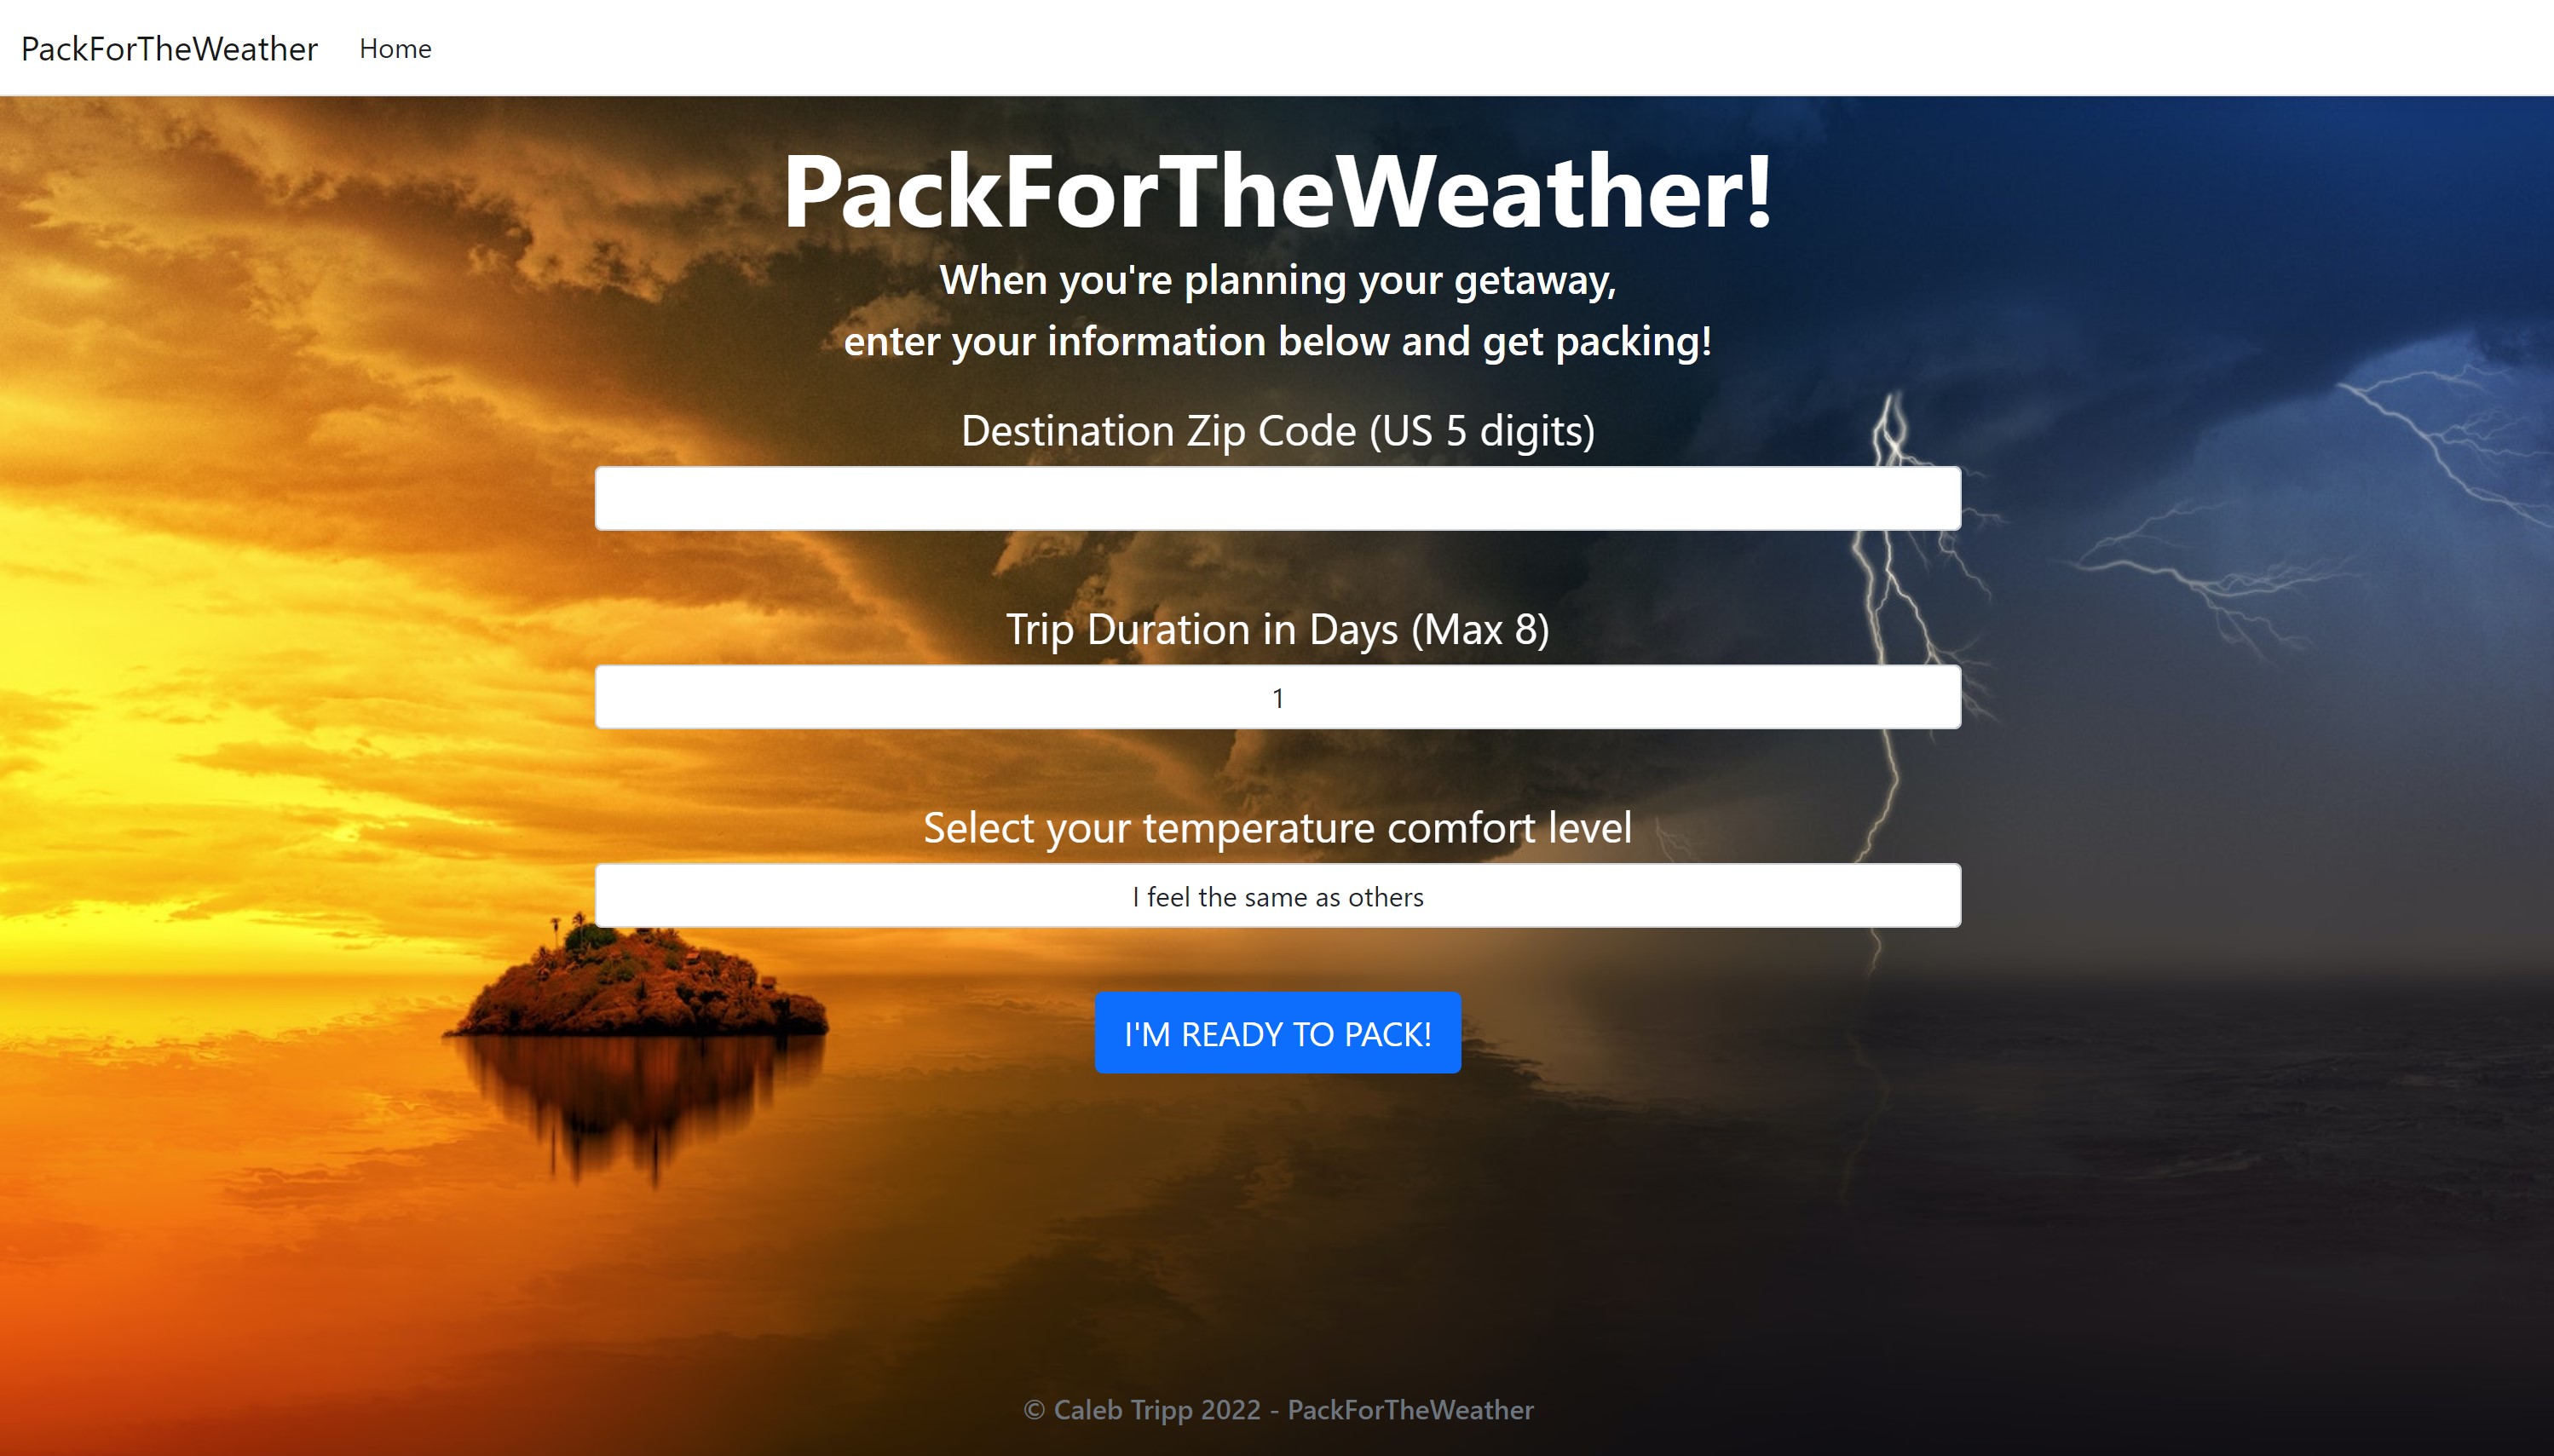 PackForTheWeather Home
PackForTheWeather!
When you're planning your getaway,
enter your information below and get packing!
Destination Zip Code (US 5 digits)
Trip Duration in Days (Max 8)
1
Select your temperature comfort level
I feel the same as others
I'M READY TO PACK!
© Caleb Tripp 2022 - PackForTheWeather